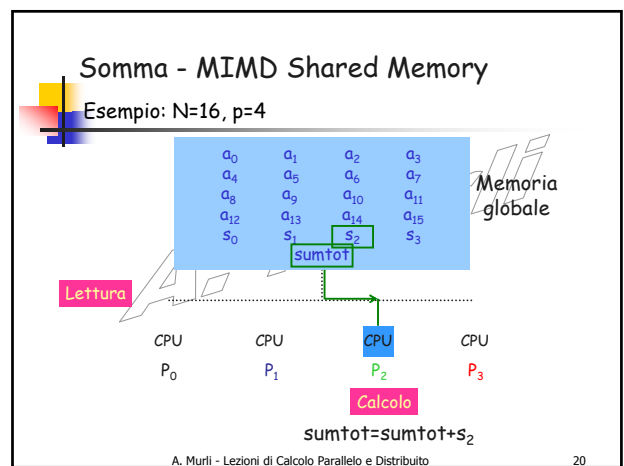 Somma - MIMD Shared Memory
Esempio: N=16, p=4
a₀ a₁ a₂ a₃
a₄ a₅ a₆ a₇
a₈ a₉ a₁₀ a₁₁
a₁₂ a₁₃ a₁₄ a₁₅
s₀ s₁ s₂ s₃
sumtot
Memoria
globale
Lettura
CPU CPU CPU CPU
P₀ P₁ P₂ P₃
Calcolo
sumtot=sumtot+s₂
A. Murli - Lezioni di Calcolo Parallelo e Distribuito 20